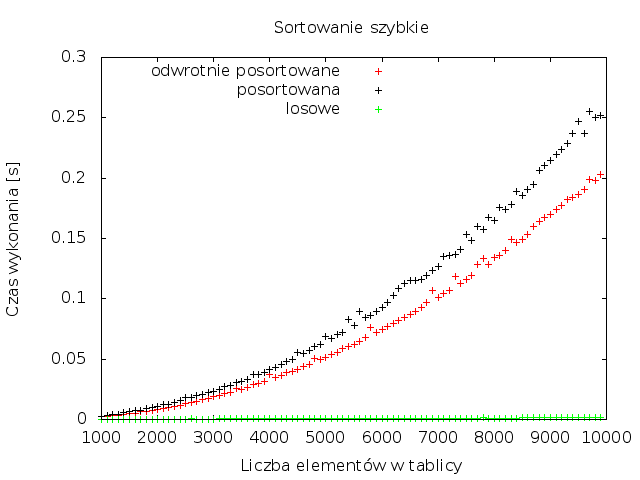 Sortowanie szybkie
0.3
odwrotnie posortowane
posortowana
losowe
0.25
0.2
0.15
0.1
0.05
0
Czas wykonania [s]
1000 2000 3000 4000 5000 6000 7000 8000 9000 10000
Liczba elementów w tablicy